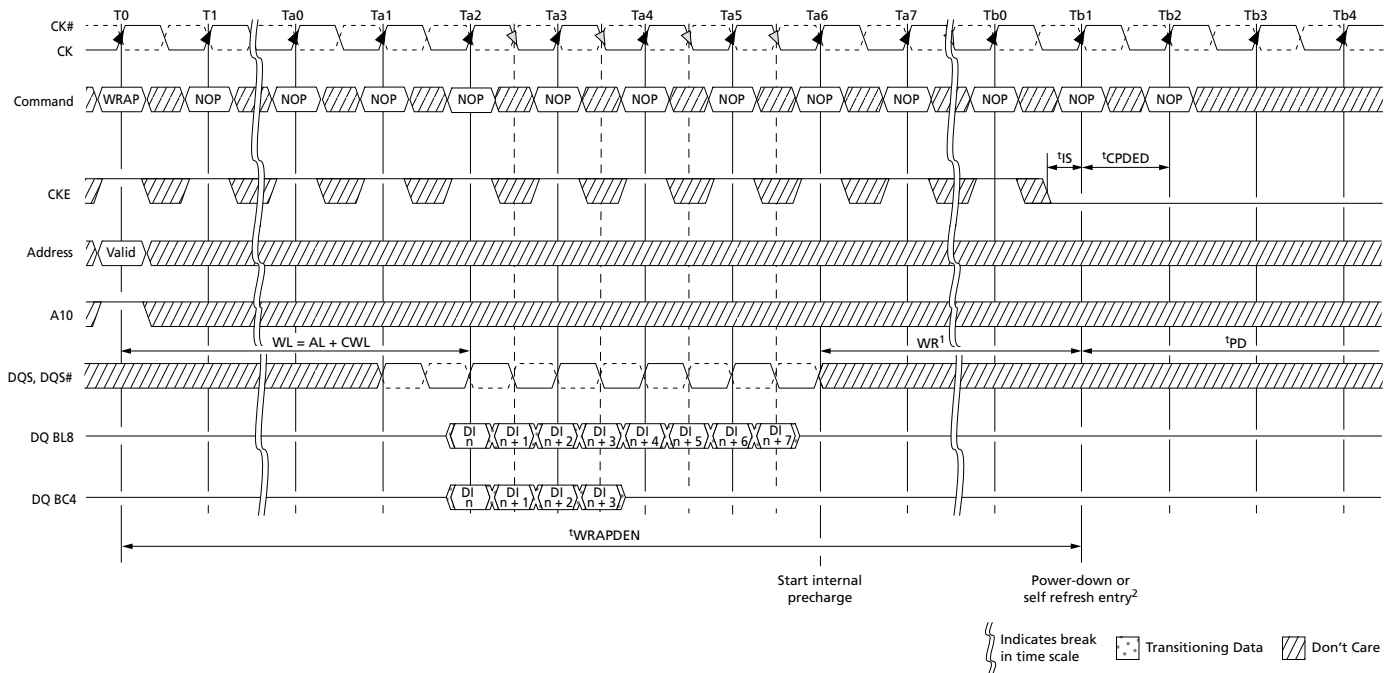 T0 T1 Ta0 Ta1 Ta2 Ta3 Ta4 Ta5 Ta6 Ta7 Tb0 Tb1 Tb2 Tb3 Tb4
CK#
CK
Command WRAP NOP NOP NOP NOP NOP NOP NOP NOP NOP NOP NOP NOP
tIS tCPDED
CKE
Address Valid
A10
WL = AL + CWL WR1 tPD
DQS, DQS#
DQ BL8 DI n DI n + 1 DI n + 2 DI n + 3 DI n + 4 DI n + 5 DI n + 6 DI n + 7
DQ BC4 DI n DI n + 1 DI n + 2 DI n + 3
tWRAPDEN
Start internal
precharge
Power-down or
self refresh entry2
Indicates break
in time scale
Transitioning Data
Don't Care